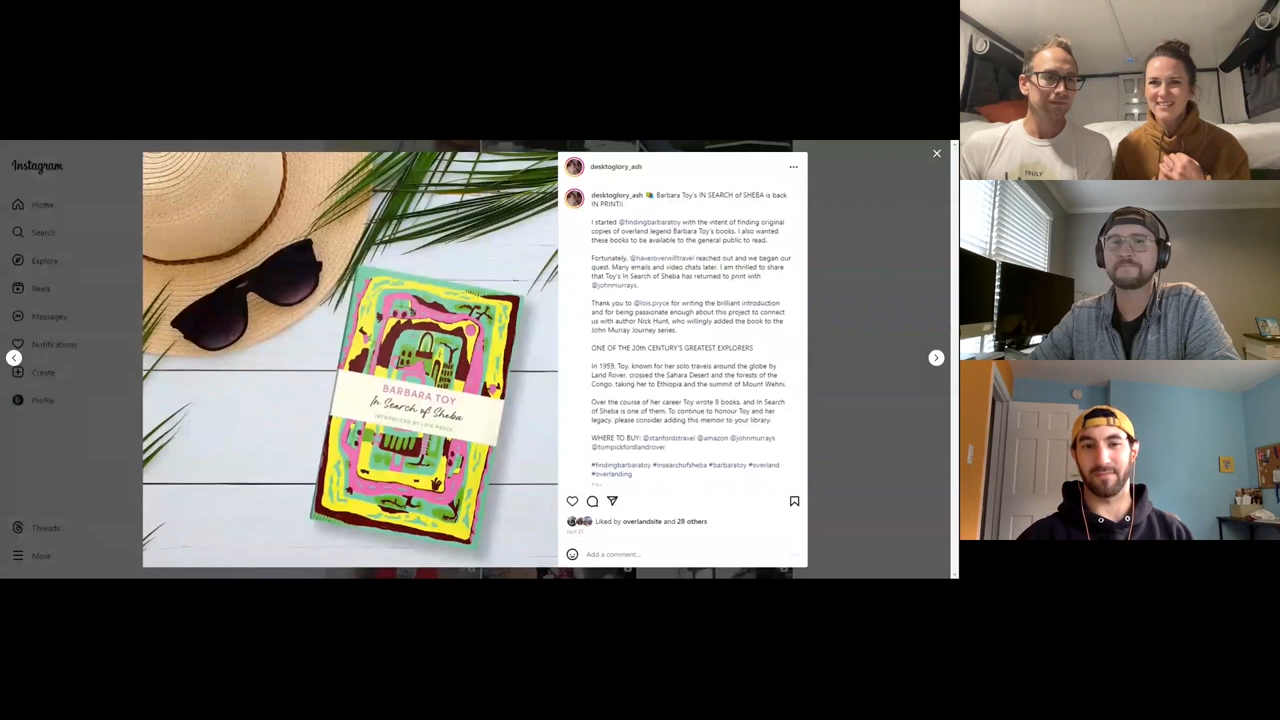 Instagram
Home
Search
Explore
Reels
Messages
Notifications
Create
Profile
Threads
More
BARBARA TOY
In Search of Sheba
INTRODUCED BY LOIS PRYCE
desktoglory_ash
desktoglory_ash 📚 Barbara Toy's IN SEARCH of SHEBA is back
IN PRINT!!
I started @findingbarbaratoy with the intent of finding original
copies of overland legend Barbara Toy's books. I also wanted
these books to be available to the general public to read.
Fortunately, @haveroverwilltravel reached out and we began our
quest. Many emails and video chats later, I am thrilled to share
that Toy's In Search of Sheba has returned to print with
@johnmurrays.
Thank you to @lois.pryce for writing the brilliant introduction
and for being passionate enough about this project to connect
us with author Nick Hunt, who willingly added the book to the
John Murray Journey series.
ONE OF THE 20th CENTURY'S GREATEST EXPLORERS
In 1959, Toy, known for her solo travels around the globe by
Land Rover, crossed the Sahara Desert and the forests of the
Congo, taking her to Ethiopia and the summit of Mount Wehni.
Over the course of her career Toy wrote 8 books, and In Search
of Sheba is one of them. To continue to honour Toy and her
legacy, please consider adding this memoir to your library.
WHERE TO BUY: @stanfordstravel @amazon @johnmurrays
@tompickfordlandrover
#findingbarbaratoy #insearchofsheba #barbaratoy #overland
#overlanding
Liked by overlandsite and 28 others
JULY 21
Add a comment...
TRULY